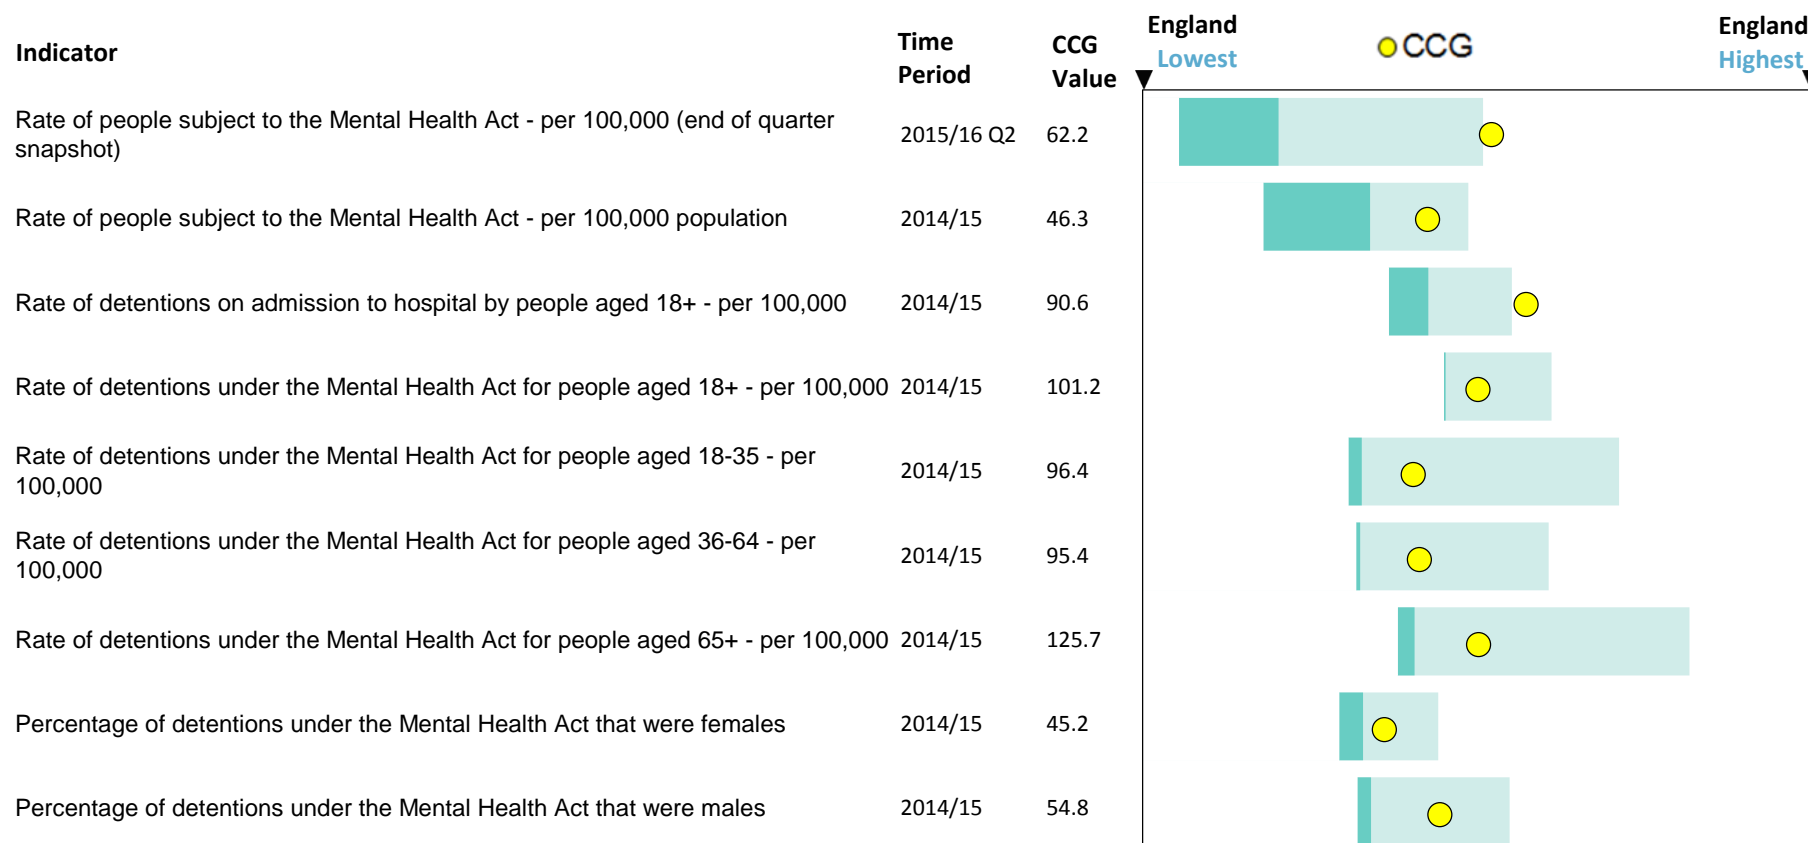 England England
Indicator Time Period CCG Value Lowest CCG Highest
Rate of people subject to the Mental Health Act - per 100,000 (end of quarter
snapshot) 2015/16 Q2 62.2
Rate of people subject to the Mental Health Act - per 100,000 population 2014/15 46.3
Rate of detentions on admission to hospital by people aged 18+ - per 100,000 2014/15 90.6
Rate of detentions under the Mental Health Act for people aged 18+ - per 100,000 2014/15 101.2
Rate of detentions under the Mental Health Act for people aged 18-35 - per
100,000 2014/15 96.4
Rate of detentions under the Mental Health Act for people aged 36-64 - per
100,000 2014/15 95.4
Rate of detentions under the Mental Health Act for people aged 65+ - per 100,000 2014/15 125.7
Percentage of detentions under the Mental Health Act that were females 2014/15 45.2
Percentage of detentions under the Mental Health Act that were males 2014/15 54.8